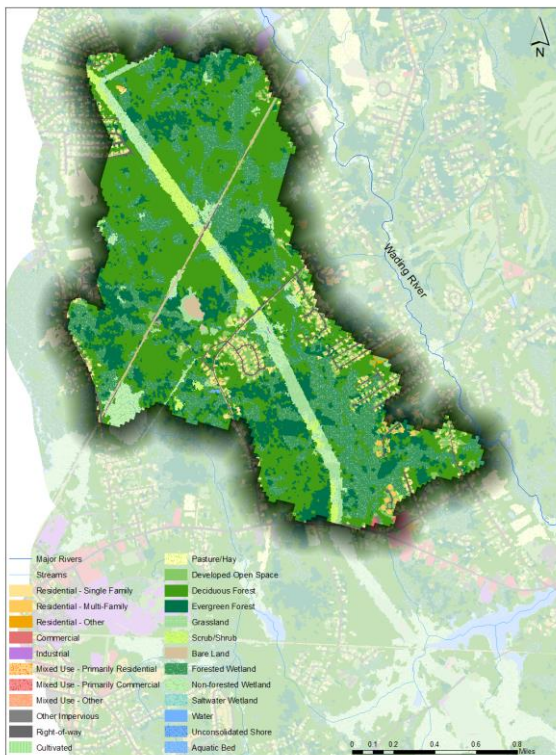 N
Wading River
Major Rivers
Streams
Residential - Single Family
Residential - Multi-Family
Residential - Other
Commercial
Industrial
Mixed Use - Primarily Residential
Mixed Use - Primarily Commercial
Mixed Use - Other
Other Impervious
Right-of-way
Cultivated
Pasture/Hay
Developed Open Space
Deciduous Forest
Evergreen Forest
Grassland
Scrub/Shrub
Bare Land
Forested Wetland
Non-forested Wetland
Saltwater Wetland
Water
Unconsolidated Shore
Aquatic Bed
0 0.1 0.2 0.4 0.6 0.8
Miles